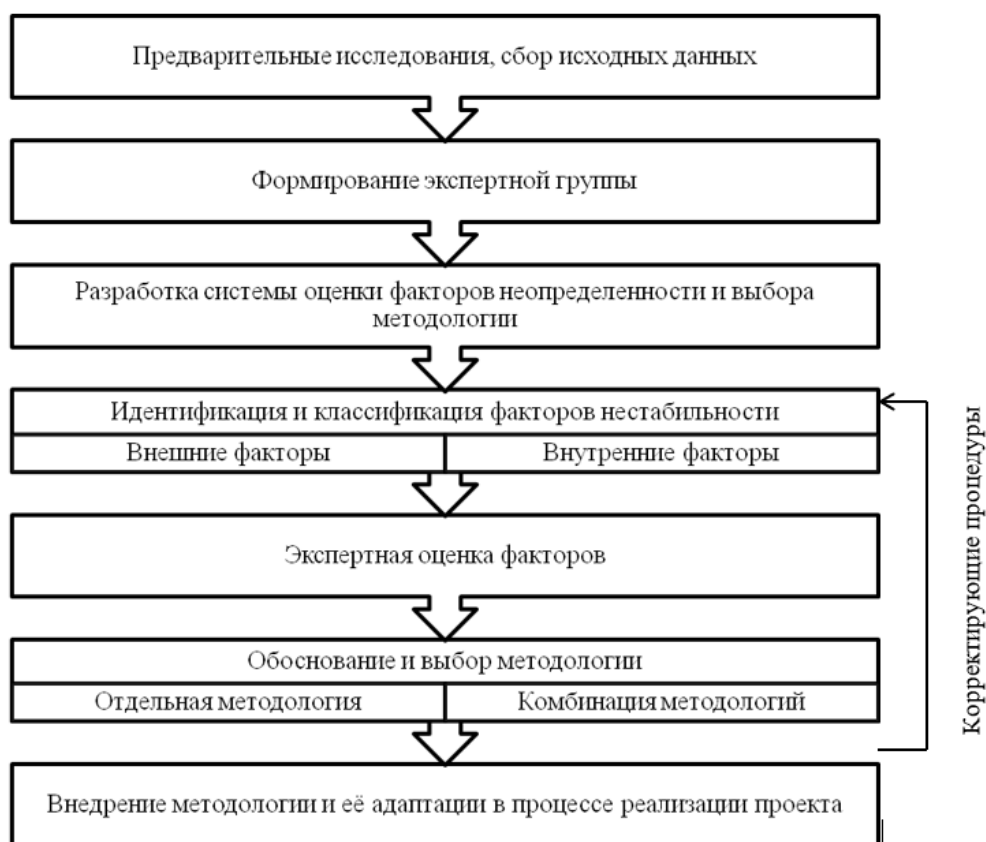 Предварительные исследования, сбор исходных данных
Формирование экспертной группы
Разработка системы оценки факторов неопределенности и выбора
методологии
Идентификация и классификация факторов нестабильности
Внешние факторы
Внутренние факторы
Экспертная оценка факторов
Обоснование и выбор методологии
Отдельная методология
Комбинация методологий
Внедрение методологии и её адаптации в процессе реализации проекта
Корректирующие процедуры